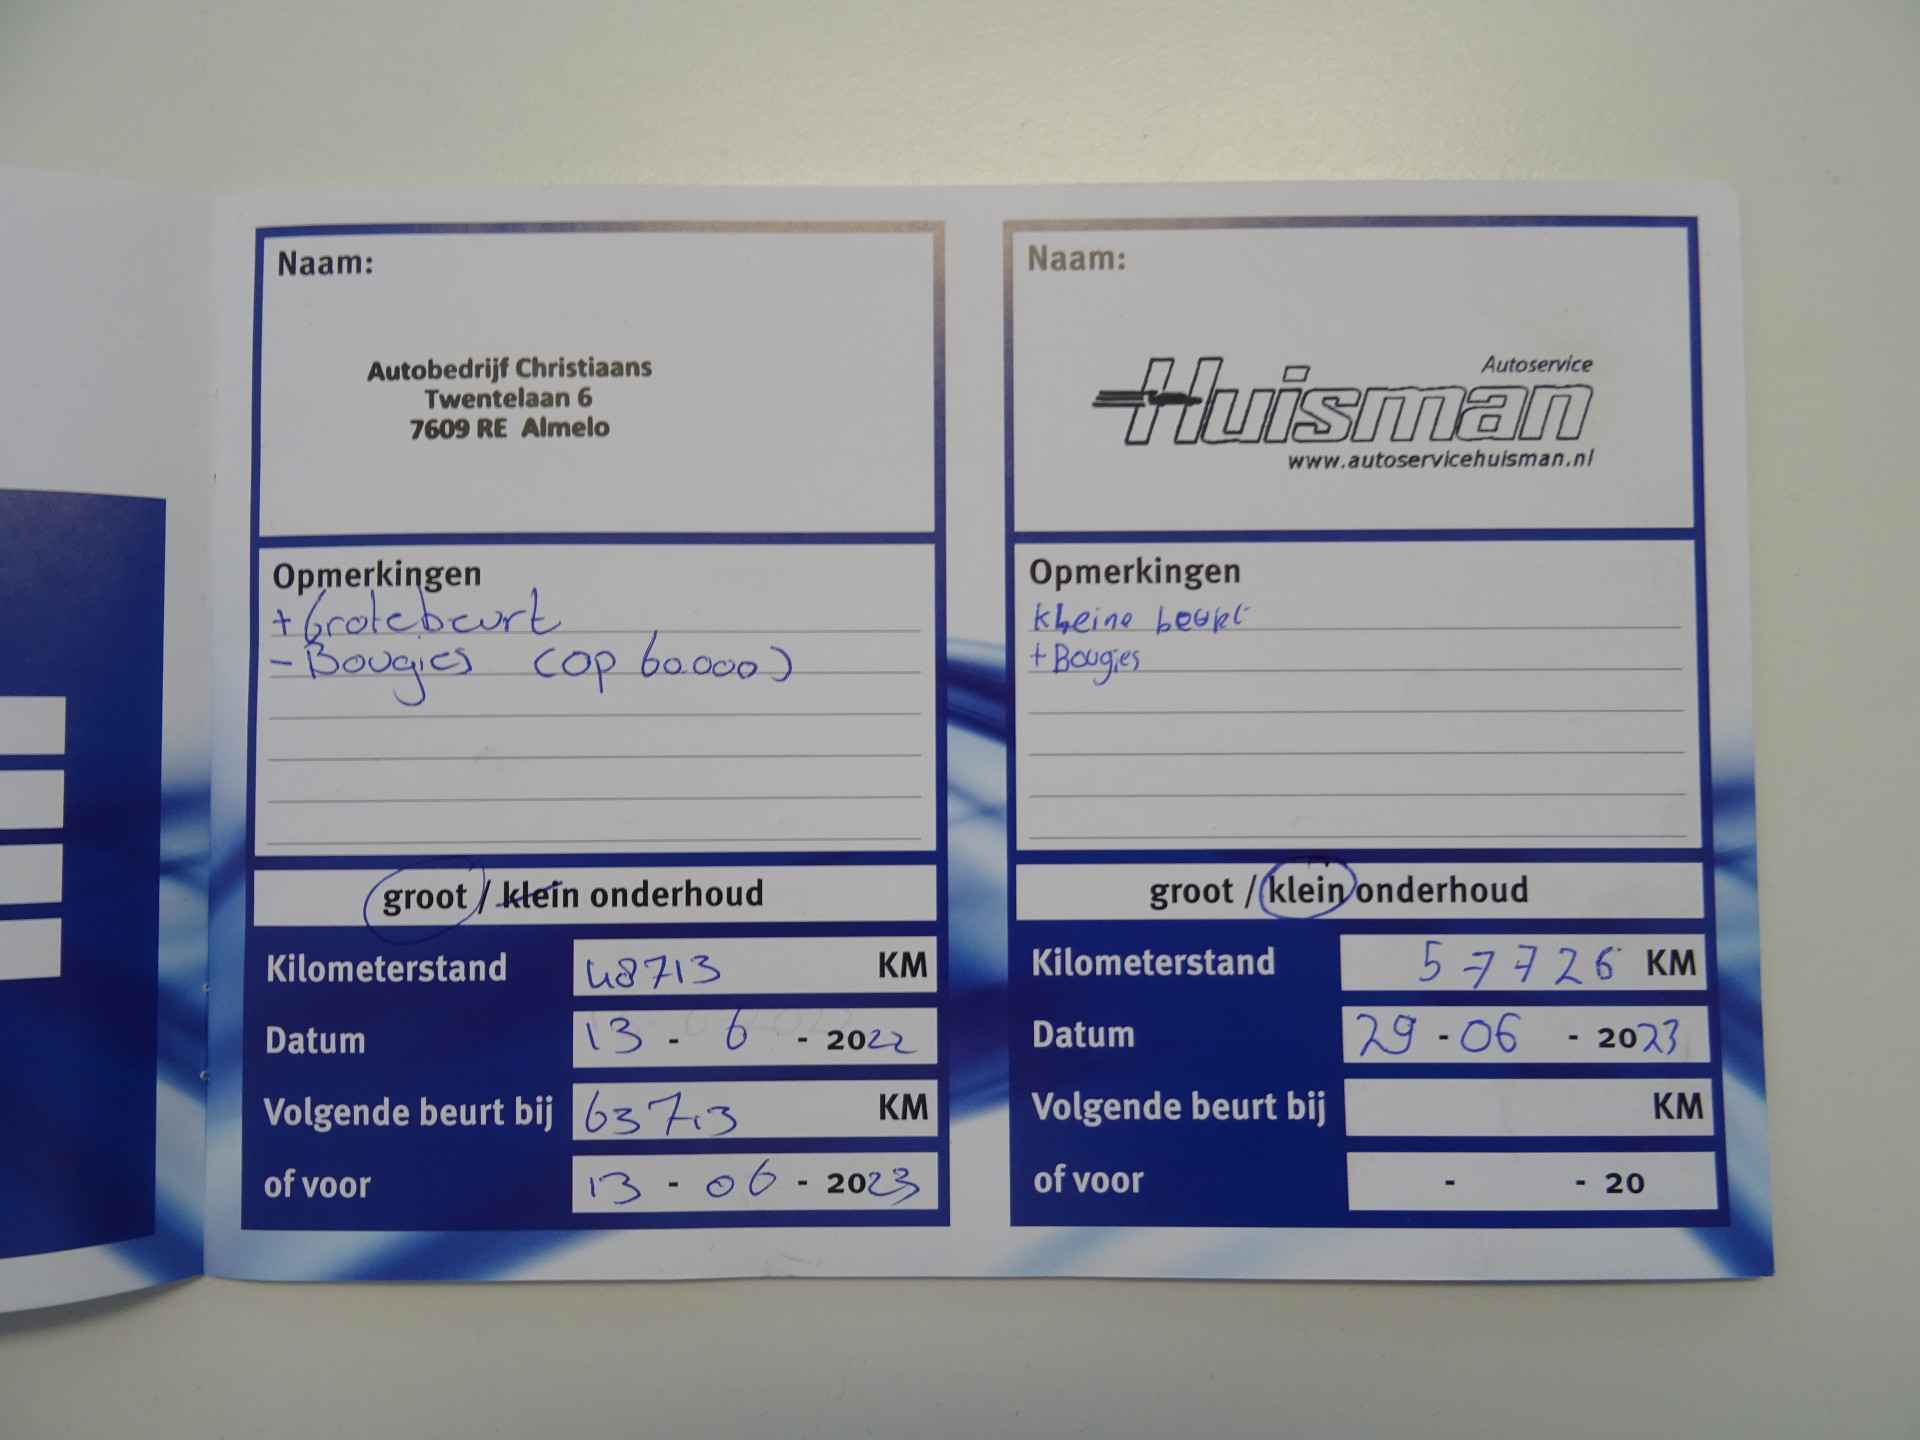 Naam:
Autobedrijf Christiaans
Twentelaan 6
7609 RE Almelo
Opmerkingen
+ Grote beurt
- Bougies (op 60.000)
groot / klein onderhoud
Kilometerstand 48713 KM
Datum 13 - 6 - 2022
Volgende beurt bij 63713 KM
of voor 13 - 06 - 2023
Naam:
Autoservice
Huisman
www.autoservicehuisman.nl
Opmerkingen
kleine beurt
+ Bougies
groot / klein onderhoud
Kilometerstand 57726 KM
Datum 29 - 06 - 2023
Volgende beurt bij KM
of voor - - 20